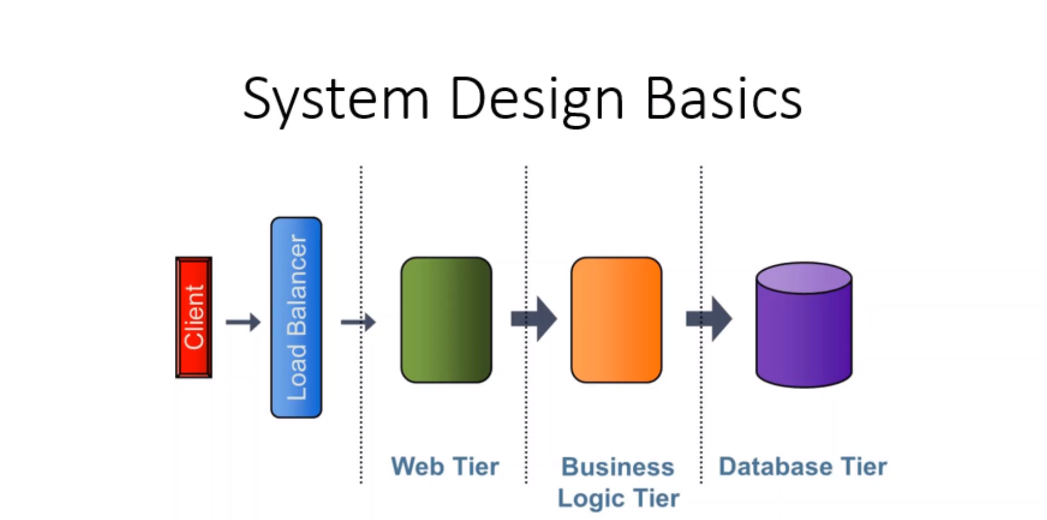 System Design Basics
Client
Load Balancer
Web Tier
Business
Logic Tier
Database Tier